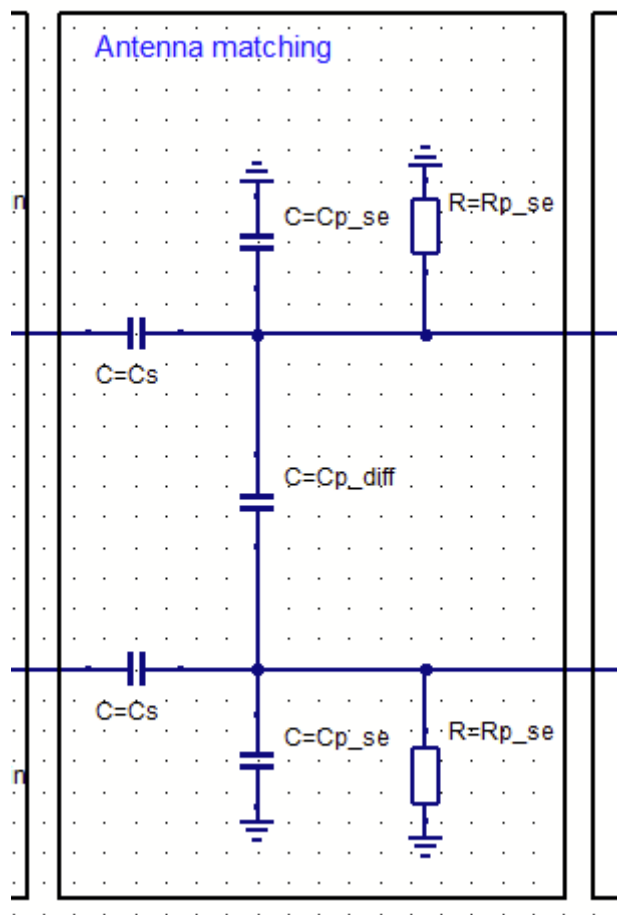 Antenna matching
n
C=Cp_se
R=Rp_se
C=Cs
C=Cp_diff
C=Cs
C=Cp_se
R=Rp_se
n